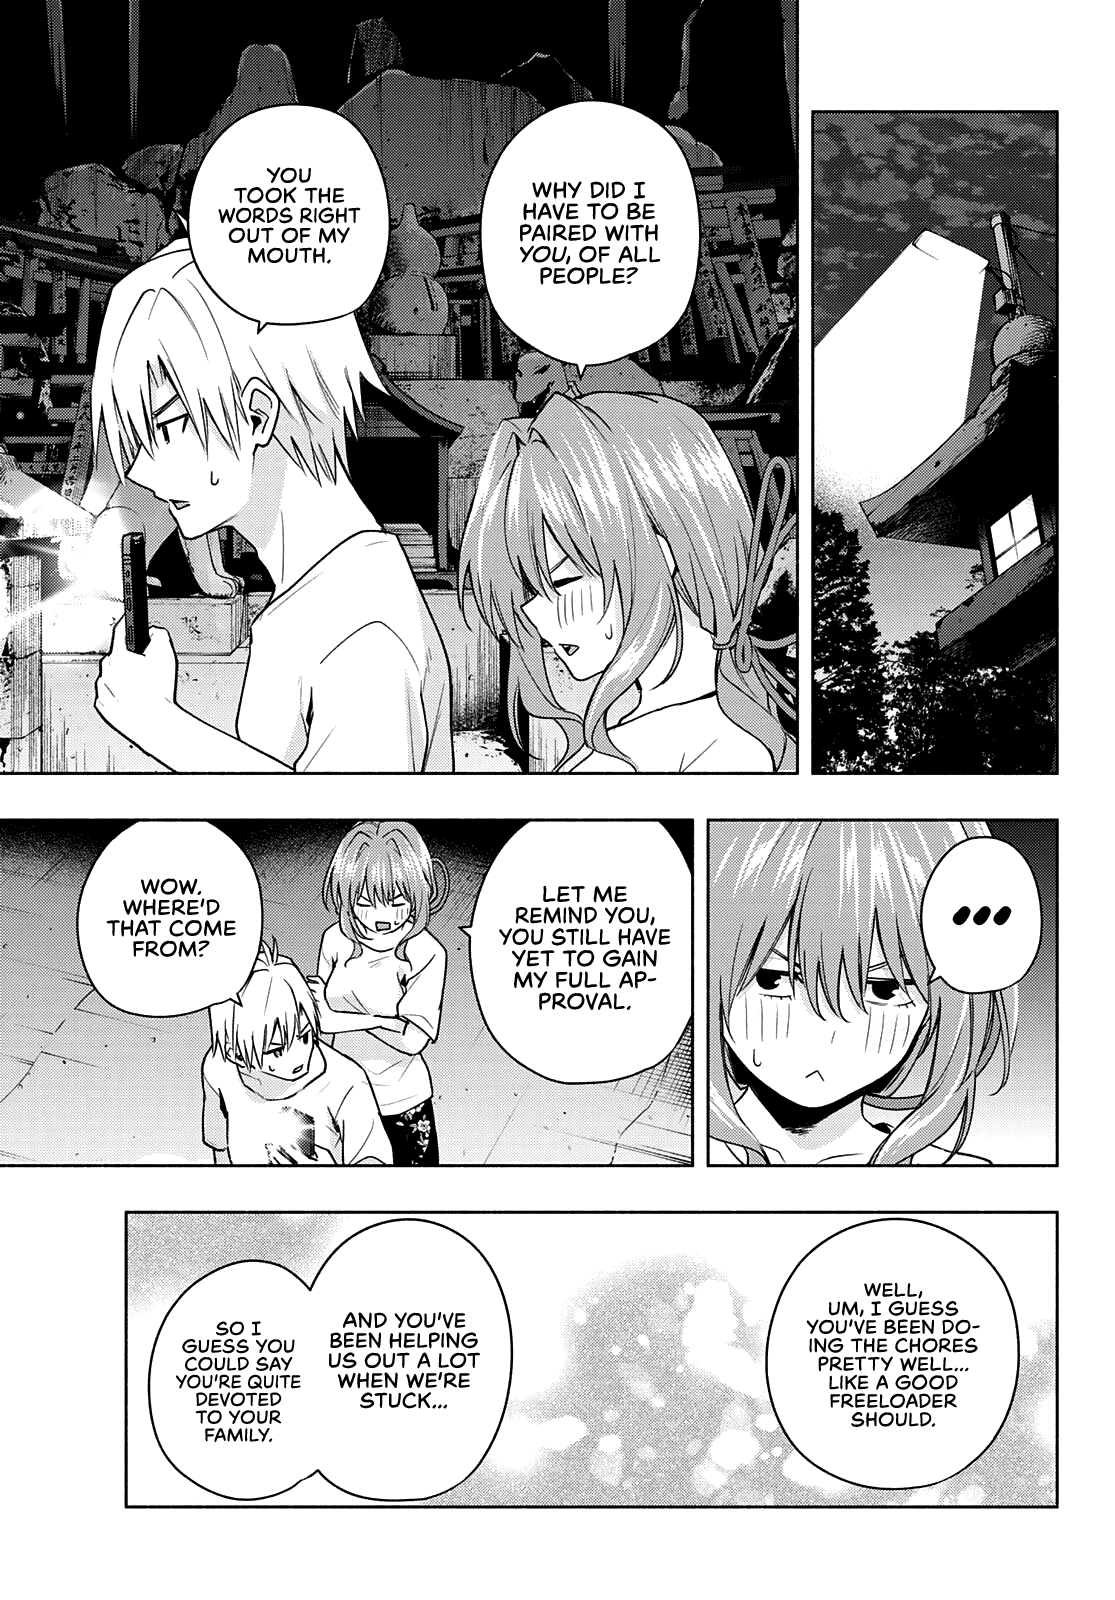 WHY DID I
HAVE TO BE
PAIRED WITH
YOU, OF ALL
PEOPLE?
YOU
TOOK THE
WORDS RIGHT
OUT OF MY
MOUTH.
...
LET ME
REMIND YOU,
YOU STILL HAVE
YET TO GAIN
MY FULL AP-
PROVAL.
WOW.
WHERE'D
THAT COME
FROM?
WELL,
UM, I GUESS
YOU'VE BEEN DO-
ING THE CHORES
PRETTY WELL...
LIKE A GOOD
FREELOADER
SHOULD.
AND YOU'VE
BEEN HELPING
US OUT A LOT
WHEN WE'RE
STUCK...
SO I
GUESS YOU
COULD SAY
YOU'RE QUITE
DEVOTED
TO YOUR
FAMILY.